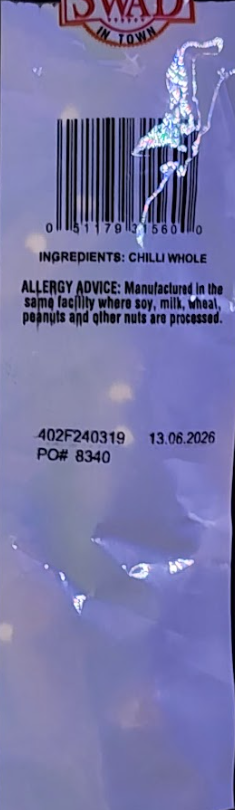 SWAD
IN TOWN
0 51179 31560 0
INGREDIENTS: CHILLI WHOLE
ALLERGY ADVICE: Manufactured in the
same facility where soy, milk, wheat,
peanuts and other nuts are processed.
402F240319 13.06.2026
PO# 8340